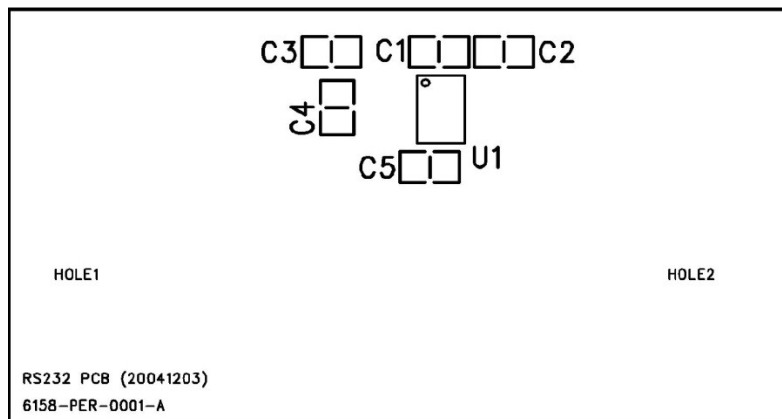 C3
C1
C2
C4
C5
U1
HOLE1
HOLE2
RS232 PCB (20041203)
6158-PER-0001-A